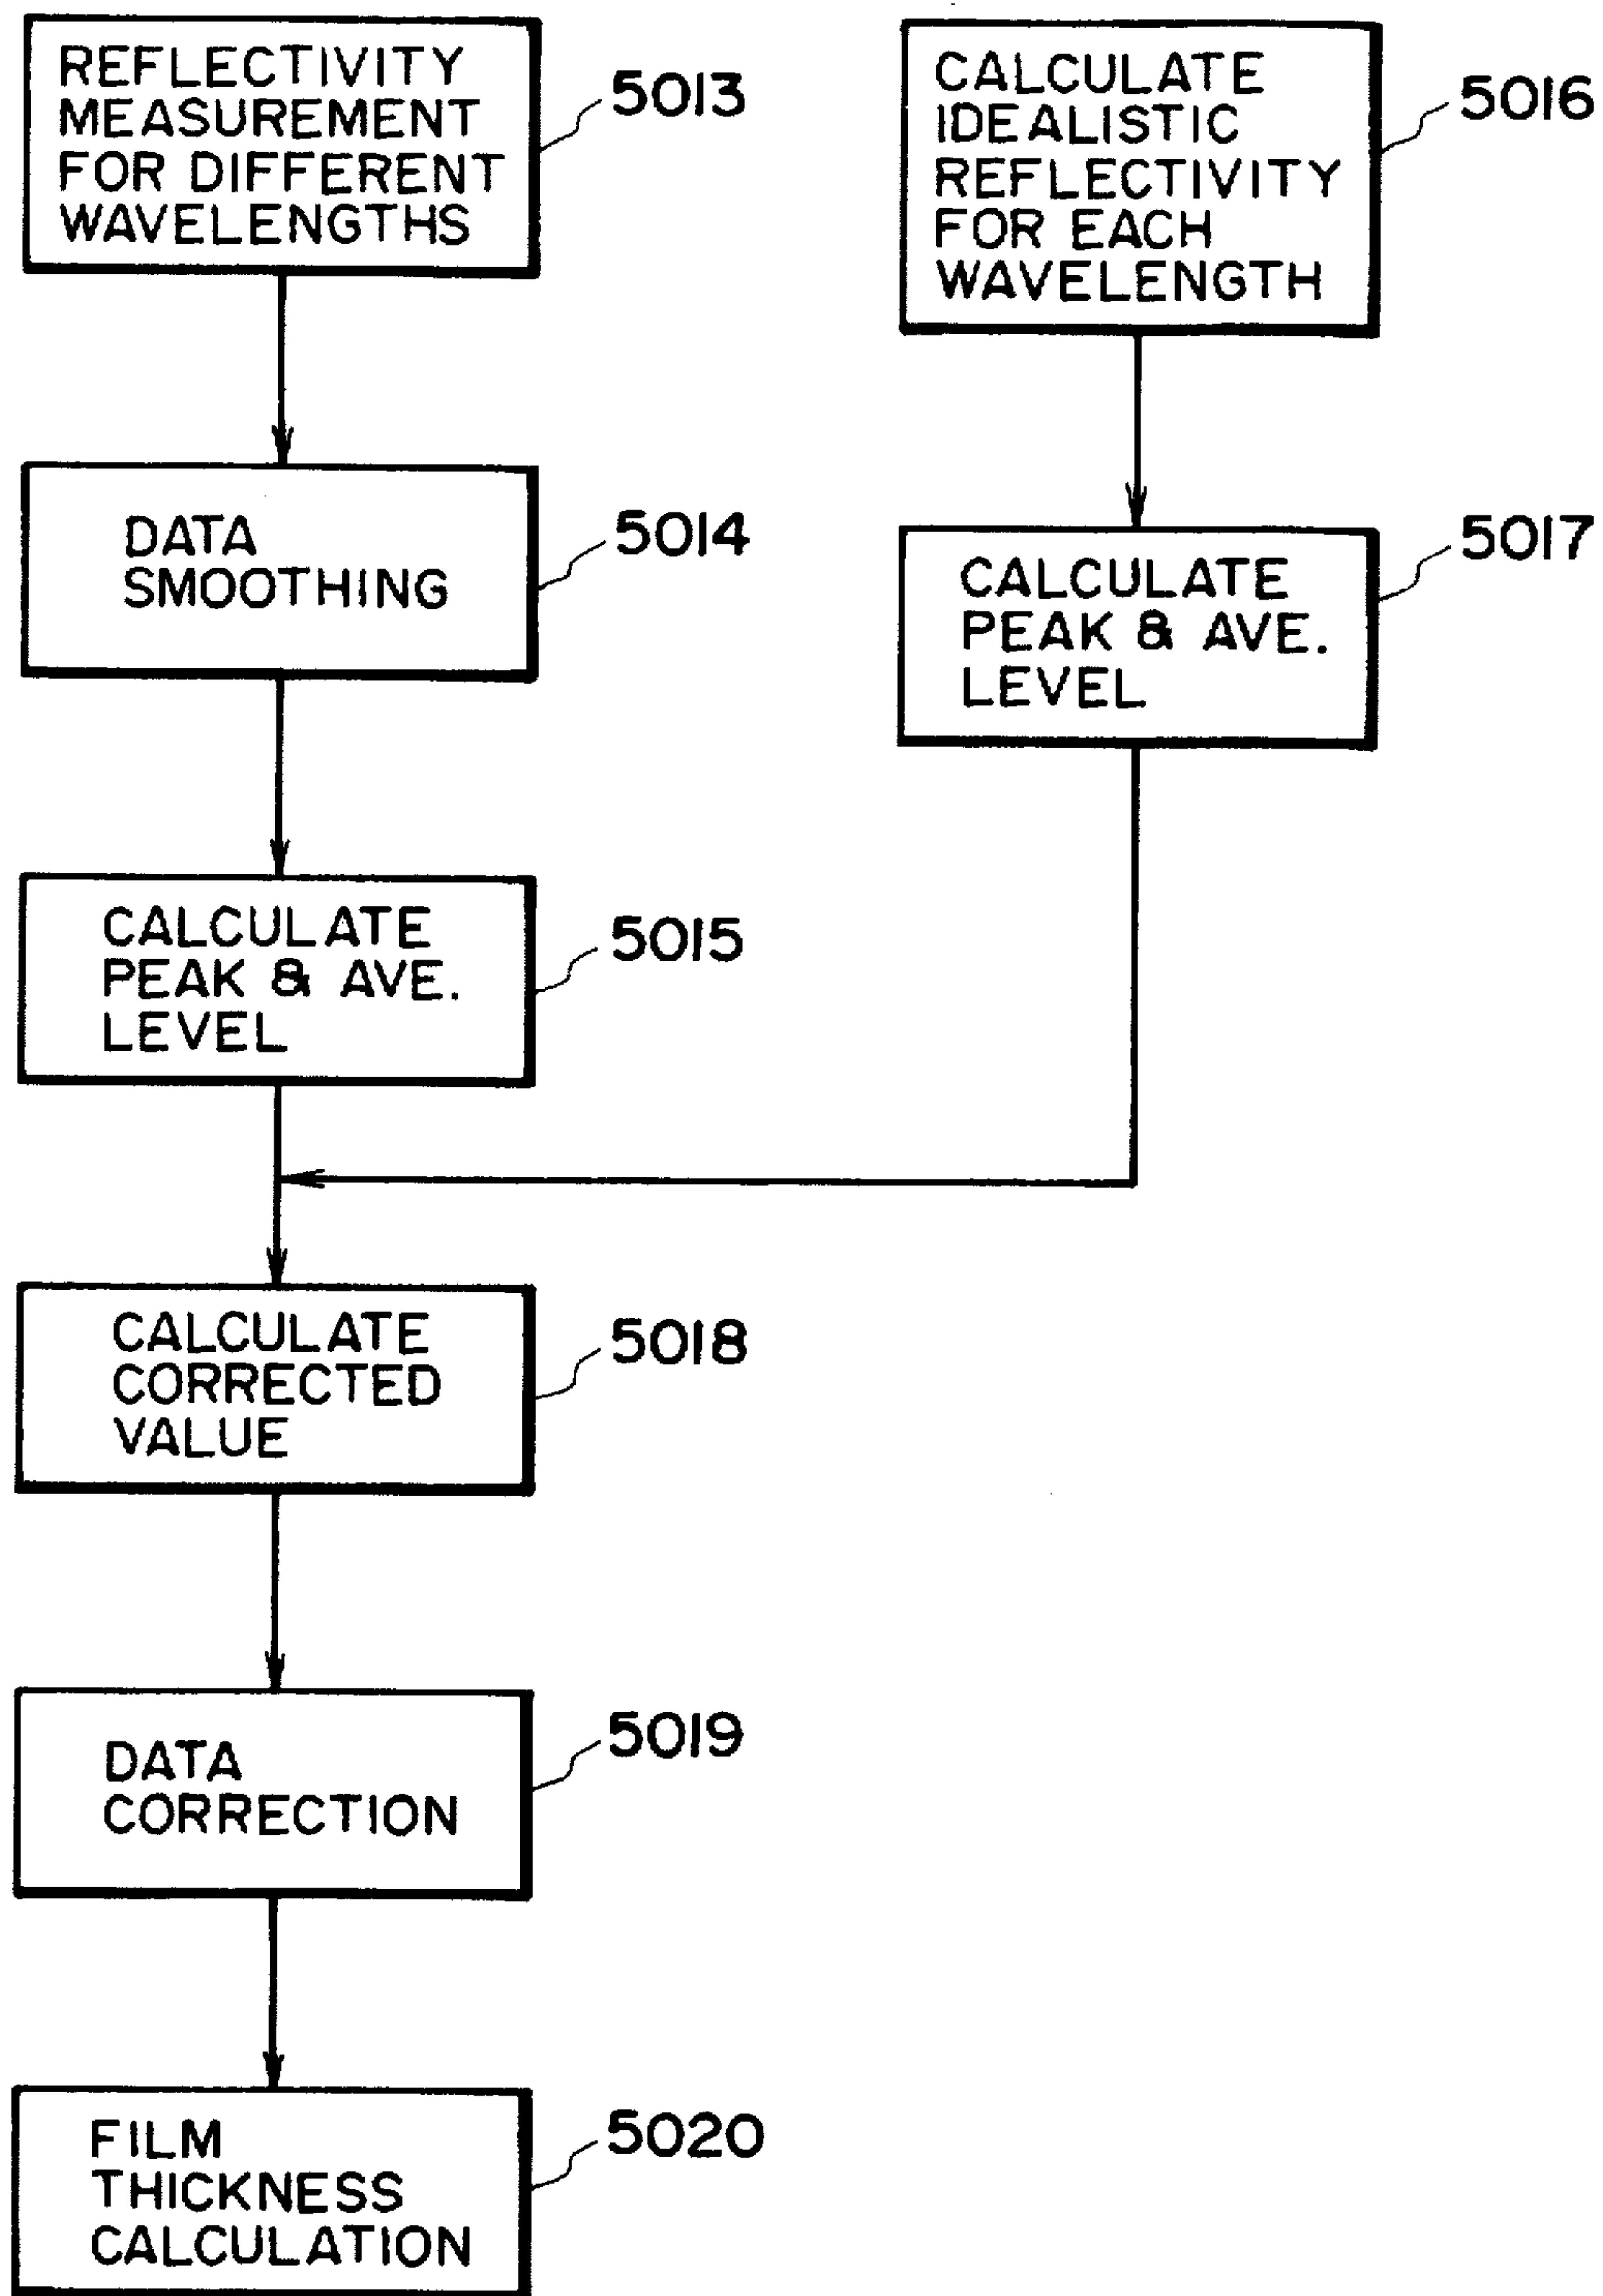 REFLECTIVITY
MEASUREMENT
FOR DIFFERENT
WAVELENGTHS
5013
DATA
SMOOTHING
5014
CALCULATE
PEAK & AVE.
LEVEL
5015
CALCULATE
IDEALISTIC
REFLECTIVITY
FOR EACH
WAVELENGTH
5016
CALCULATE
PEAK & AVE.
LEVEL
5017
CALCULATE
CORRECTED
VALUE
5018
DATA
CORRECTION
5019
FILM
THICKNESS
CALCULATION
5020